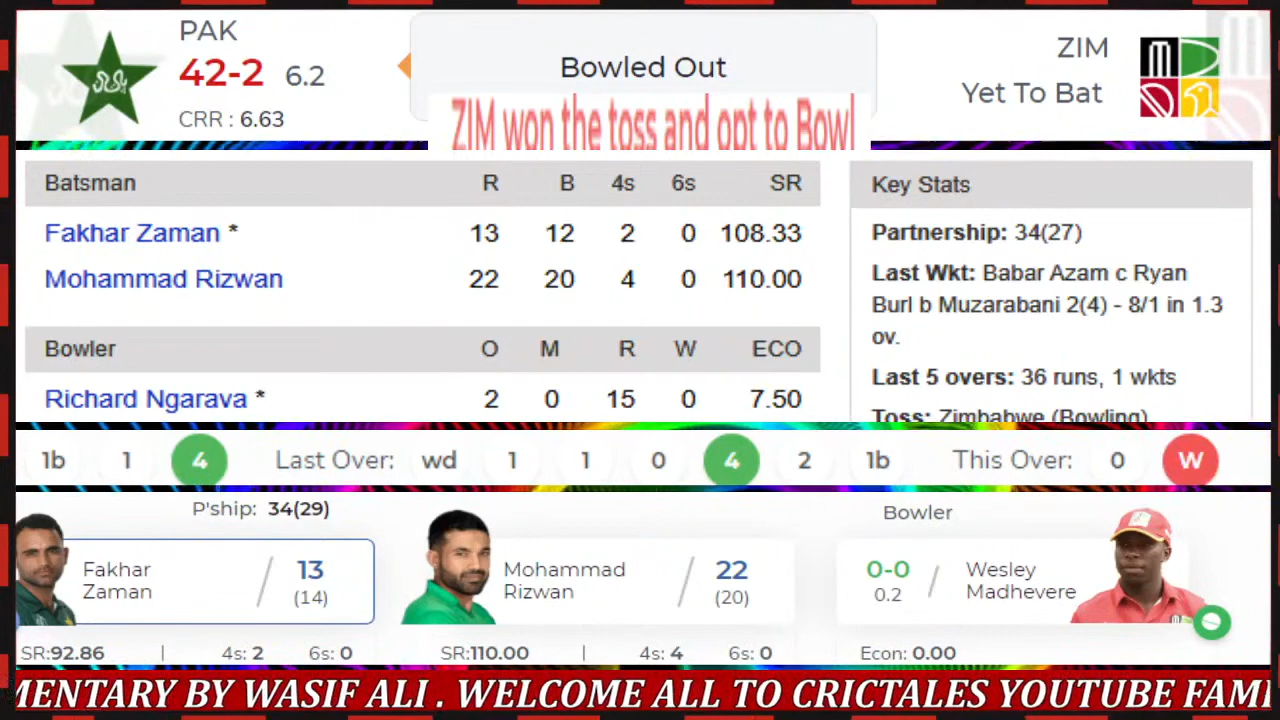 PAK
42-2 6.2
CRR : 6.63
Bowled Out
ZIM won the toss and opt to Bowl
ZIM
Yet To Bat
Batsman R B 4s 6s SR
Fakhar Zaman * 13 12 2 0 108.33
Mohammad Rizwan 22 20 4 0 110.00
Bowler O M R W ECO
Richard Ngarava * 2 0 15 0 7.50
Key Stats
Partnership: 34(27)
Last Wkt: Babar Azam c Ryan
Burl b Muzarabani 2(4) - 8/1 in 1.3
ov.
Last 5 overs: 36 runs, 1 wkts
Toss: Zimbabwe (Bowling)
1b 1 4 Last Over: wd 1 1 0 4 2 1b This Over: 0 W
P'ship: 34(29)
Fakhar
Zaman
13
(14)
SR:92.86 | 4s: 2 6s: 0
Mohammad
Rizwan
22
(20)
SR:110.00 | 4s: 4 6s: 0
Bowler
0-0
0.2
Wesley
Madhevere
Econ: 0.00
MENTARY BY WASIF ALI . WELCOME ALL TO CRICTALES YOUTUBE FAMI